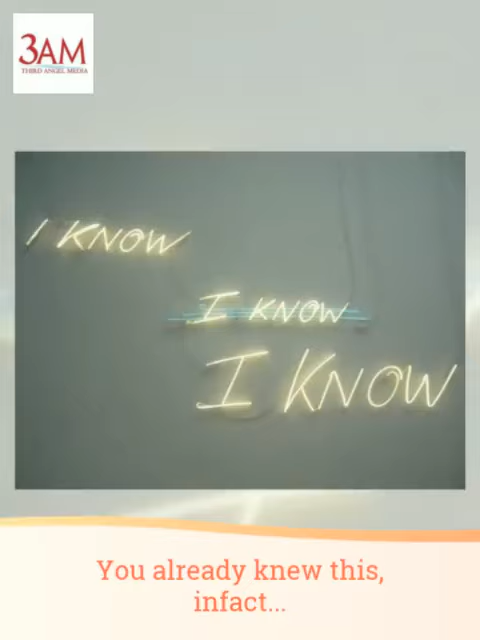 3AM
THIRD ANGEL MEDIA
I KNOW
I KNOW
I KNOW
You already knew this,
infact...